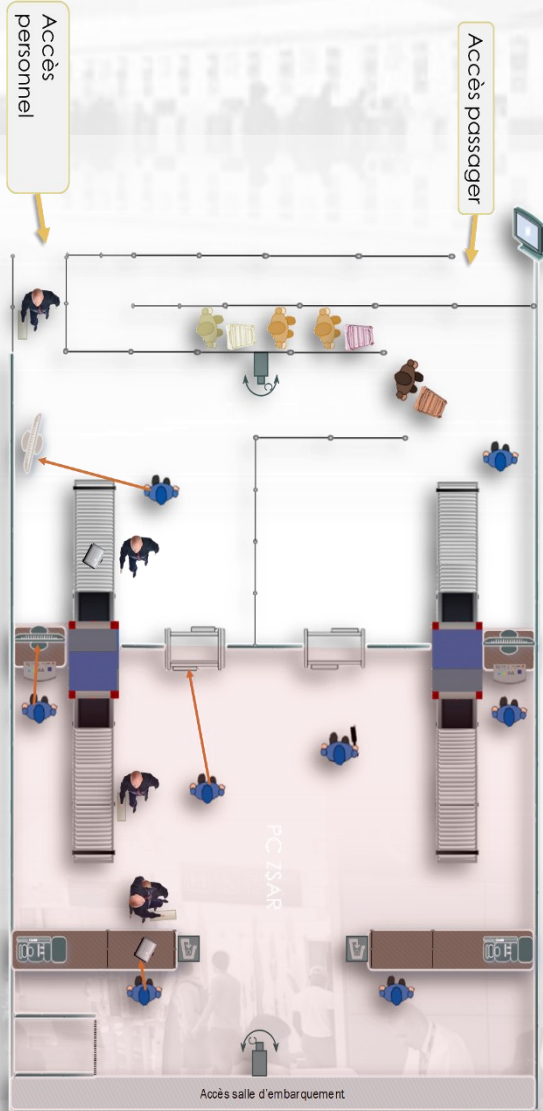 Accès
personnel
Accès passager
PC ZSAR
Accès salle d'embarquement